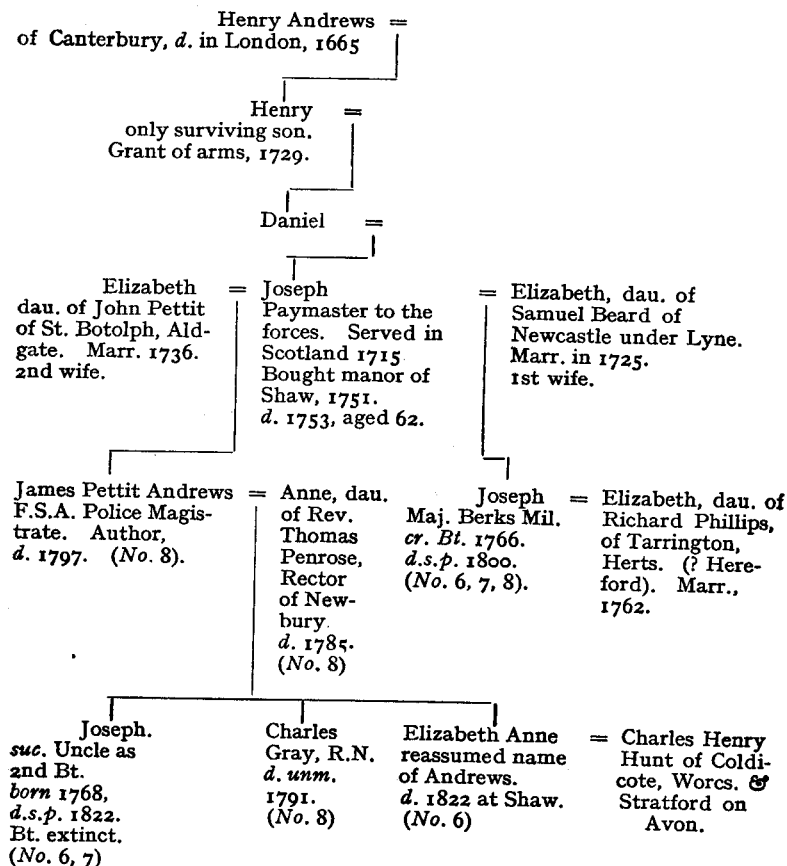 Henry Andrews =
of Canterbury, d. in London, 1665
Henry =
only surviving son.
Grant of arms, 1729.
Daniel =
Elizabeth =
dau. of John Pettit
of St. Botolph, Ald-
gate. Marr. 1736.
2nd wife.
Joseph
Paymaster to the
forces. Served in
Scotland 1715
Bought manor of
Shaw, 1751.
d. 1753, aged 62.
= Elizabeth, dau. of
Samuel Beard of
Newcastle under Lyne.
Marr. in 1725.
1st wife.
James Pettit Andrews =
F.S.A. Police Magis-
trate. Author,
d. 1797. (No. 8).
Anne, dau.
of Rev.
Thomas
Penrose,
Rector
of New-
bury.
d. 1785.
(No. 8)
Joseph =
Maj. Berks Mil.
cr. Bt. 1766.
d.s.p. 1800.
(No. 6, 7, 8).
Elizabeth, dau. of
Richard Phillips,
of Tarrington,
Herts. (? Here-
ford). Marr.,
1762.
Joseph.
suc. Uncle as
2nd Bt.
born 1768,
d.s.p. 1822.
Bt. extinct.
(No. 6, 7)
Charles
Gray, R.N.
d. unm.
1791.
(No. 8)
Elizabeth Anne =
reassumed name
of Andrews.
d. 1822 at Shaw.
(No. 6)
Charles Henry
Hunt of Coldi-
cote, Worcs. &
Stratford on
Avon.